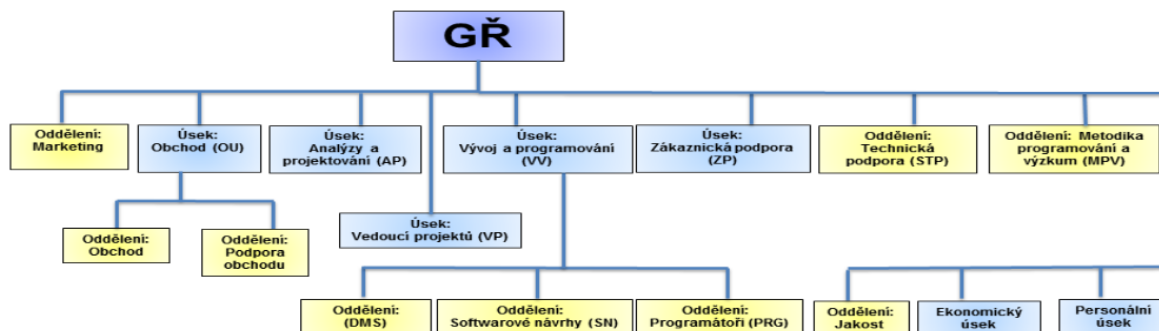 GŘ
Oddělení:
Marketing
Úsek:
Obchod (OU)
Úsek:
Analýzy a
projektování (AP)
Úsek:
Vývoj a programování
(VV)
Úsek:
Zákaznická podpora
(ZP)
Oddělení:
Technická
podpora (STP)
Oddělení: Metodika
programování a
výzkum (MPV)
Úsek:
Vedoucí projektů (VP)
Oddělení:
Obchod
Oddělení:
Podpora
obchodu
Oddělení:
(DMS)
Oddělení:
Softwarové návrhy (SN)
Oddělení:
Programátoři (PRG)
Oddělení:
Jakost
Ekonomický
úsek
Personální
úsek